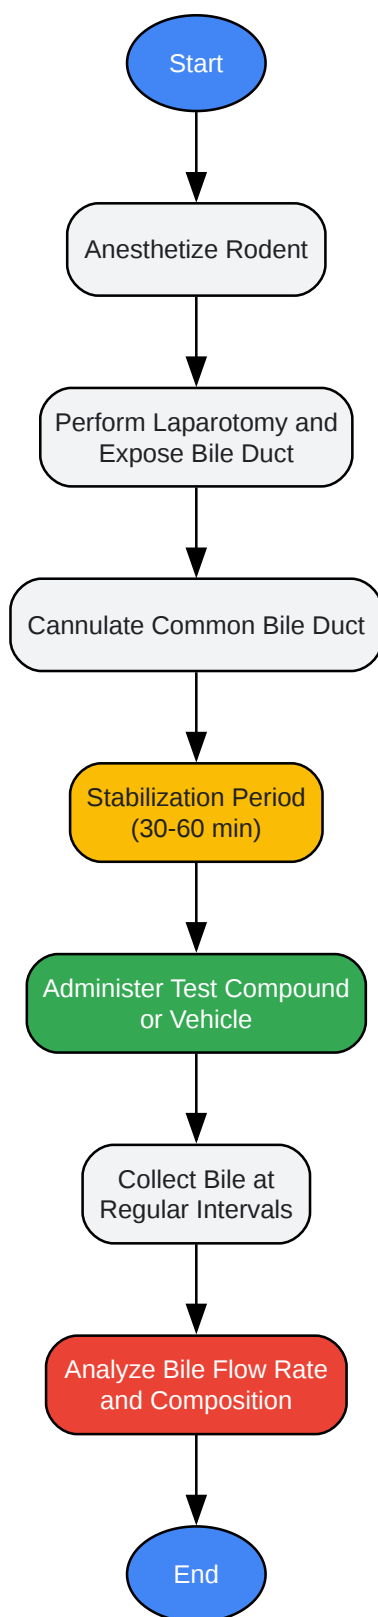 Start
Anesthetize Rodent
Perform Laparotomy and
Expose Bile Duct
Cannulate Common Bile Duct
Stabilization Period
(30-60 min)
Administer Test Compound
or Vehicle
Collect Bile at
Regular Intervals
Analyze Bile Flow Rate
and Composition
End